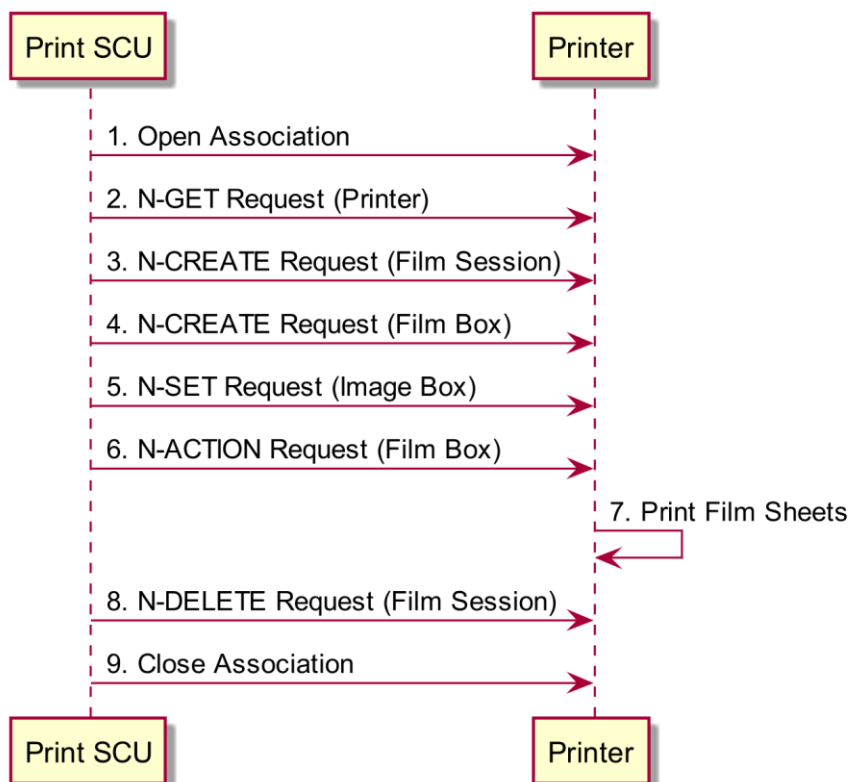 Print SCU
Printer
1. Open Association
2. N-GET Request (Printer)
3. N-CREATE Request (Film Session)
4. N-CREATE Request (Film Box)
5. N-SET Request (Image Box)
6. N-ACTION Request (Film Box)
7. Print Film Sheets
8. N-DELETE Request (Film Session)
9. Close Association
Print SCU
Printer